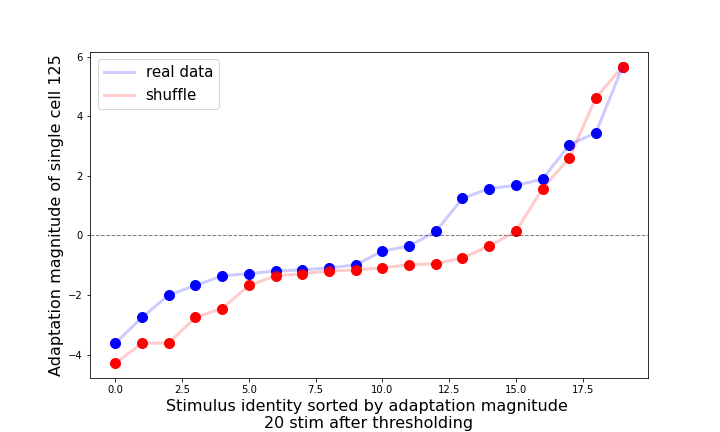 real data
shuffle
Adaptation magnitude of single cell 125
6
4
2
0
−2
−4
0.0 2.5 5.0 7.5 10.0 12.5 15.0 17.5
Stimulus identity sorted by adaptation magnitude
20 stim after thresholding